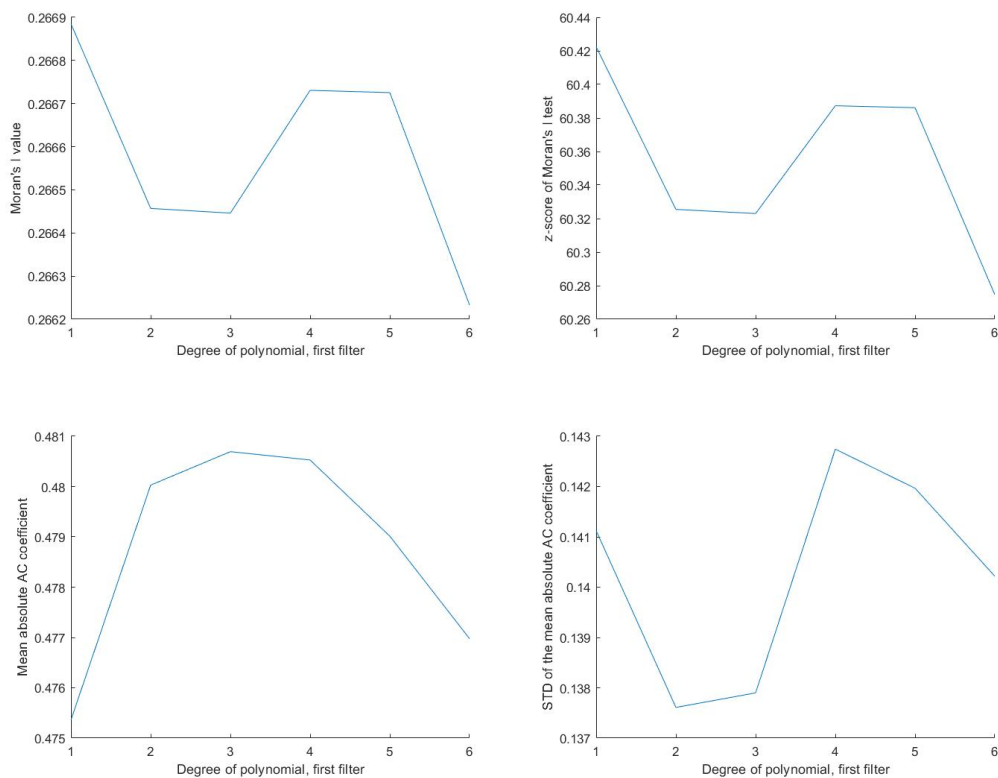 Moran's I value
0.2669
0.2668
0.2667
0.2666
0.2665
0.2664
0.2663
0.2662
1 2 3 4 5 6
Degree of polynomial, first filter
z-score of Moran's I test
60.44
60.42
60.4
60.38
60.36
60.34
60.32
60.3
60.28
60.26
1 2 3 4 5 6
Degree of polynomial, first filter
Mean absolute AC coefficient
0.481
0.48
0.479
0.478
0.477
0.476
0.475
1 2 3 4 5 6
Degree of polynomial, first filter
STD of the mean absolute AC coefficient
0.143
0.142
0.141
0.14
0.139
0.138
0.137
1 2 3 4 5 6
Degree of polynomial, first filter